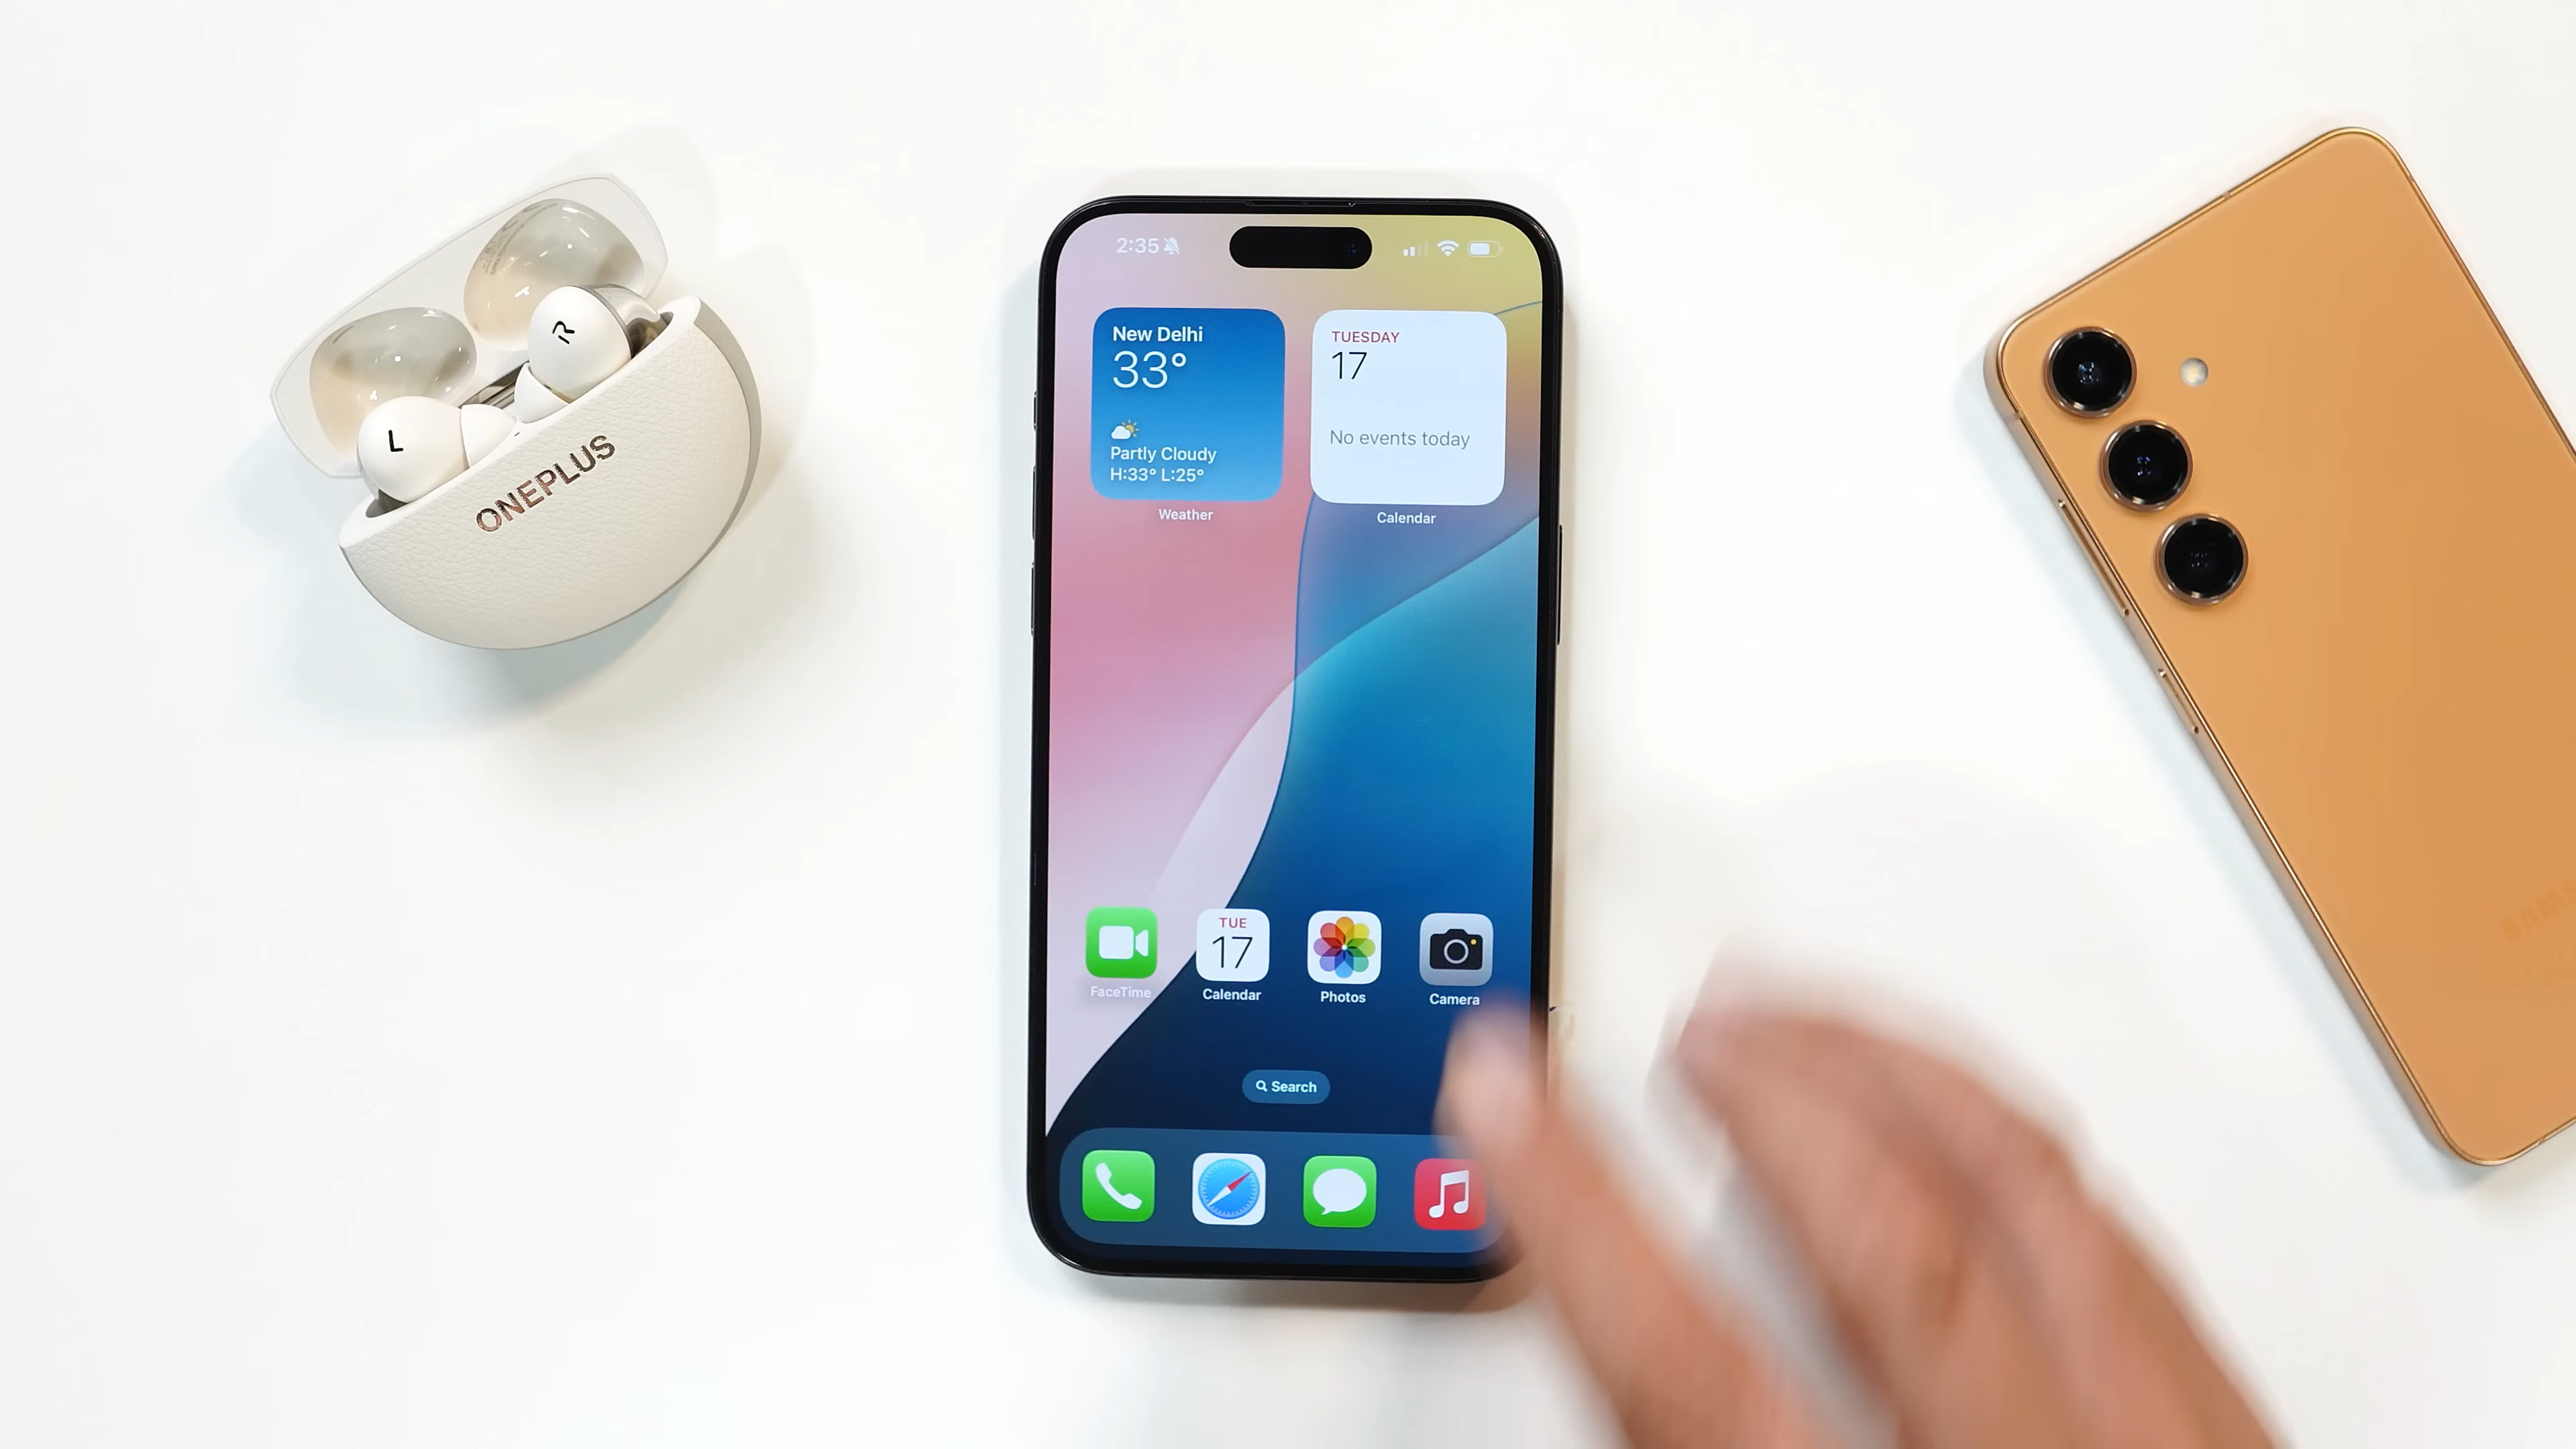 R
L
ONEPLUS
2:35
New Delhi
33°
Partly Cloudy
H:33° L:25°
Weather
TUESDAY
17
No events today
Calendar
FaceTime
TUE
17
Calendar
Photos
Camera
Search